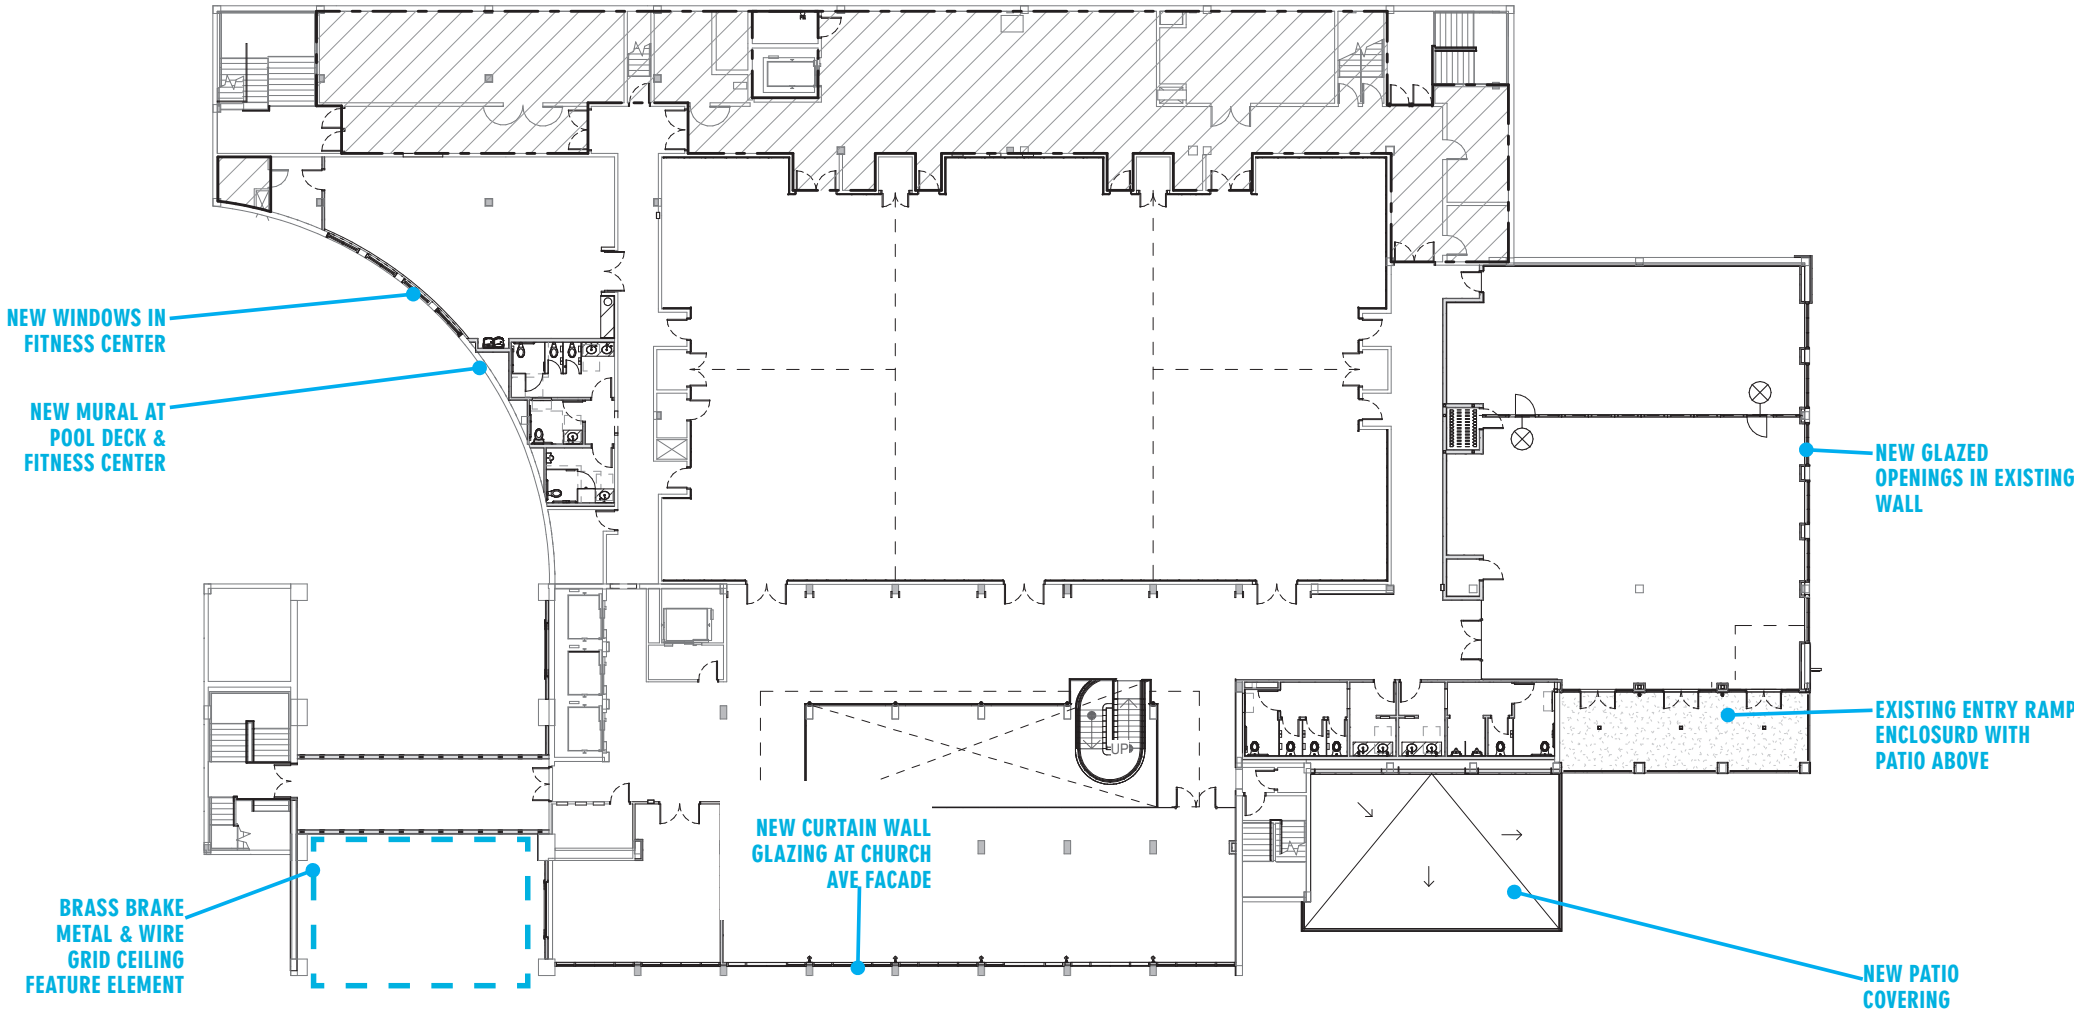 NEW WINDOWS IN
FITNESS CENTER
NEW MURAL AT
POOL DECK &
FITNESS CENTER
NEW GLAZED
OPENINGS IN EXISTING
WALL
UP
EXISTING ENTRY RAMP
ENCLOSURD WITH
PATIO ABOVE
NEW CURTAIN WALL
GLAZING AT CHURCH
AVE FACADE
BRASS BRAKE
METAL & WIRE
GRID CEILING
FEATURE ELEMENT
NEW PATIO
COVERING